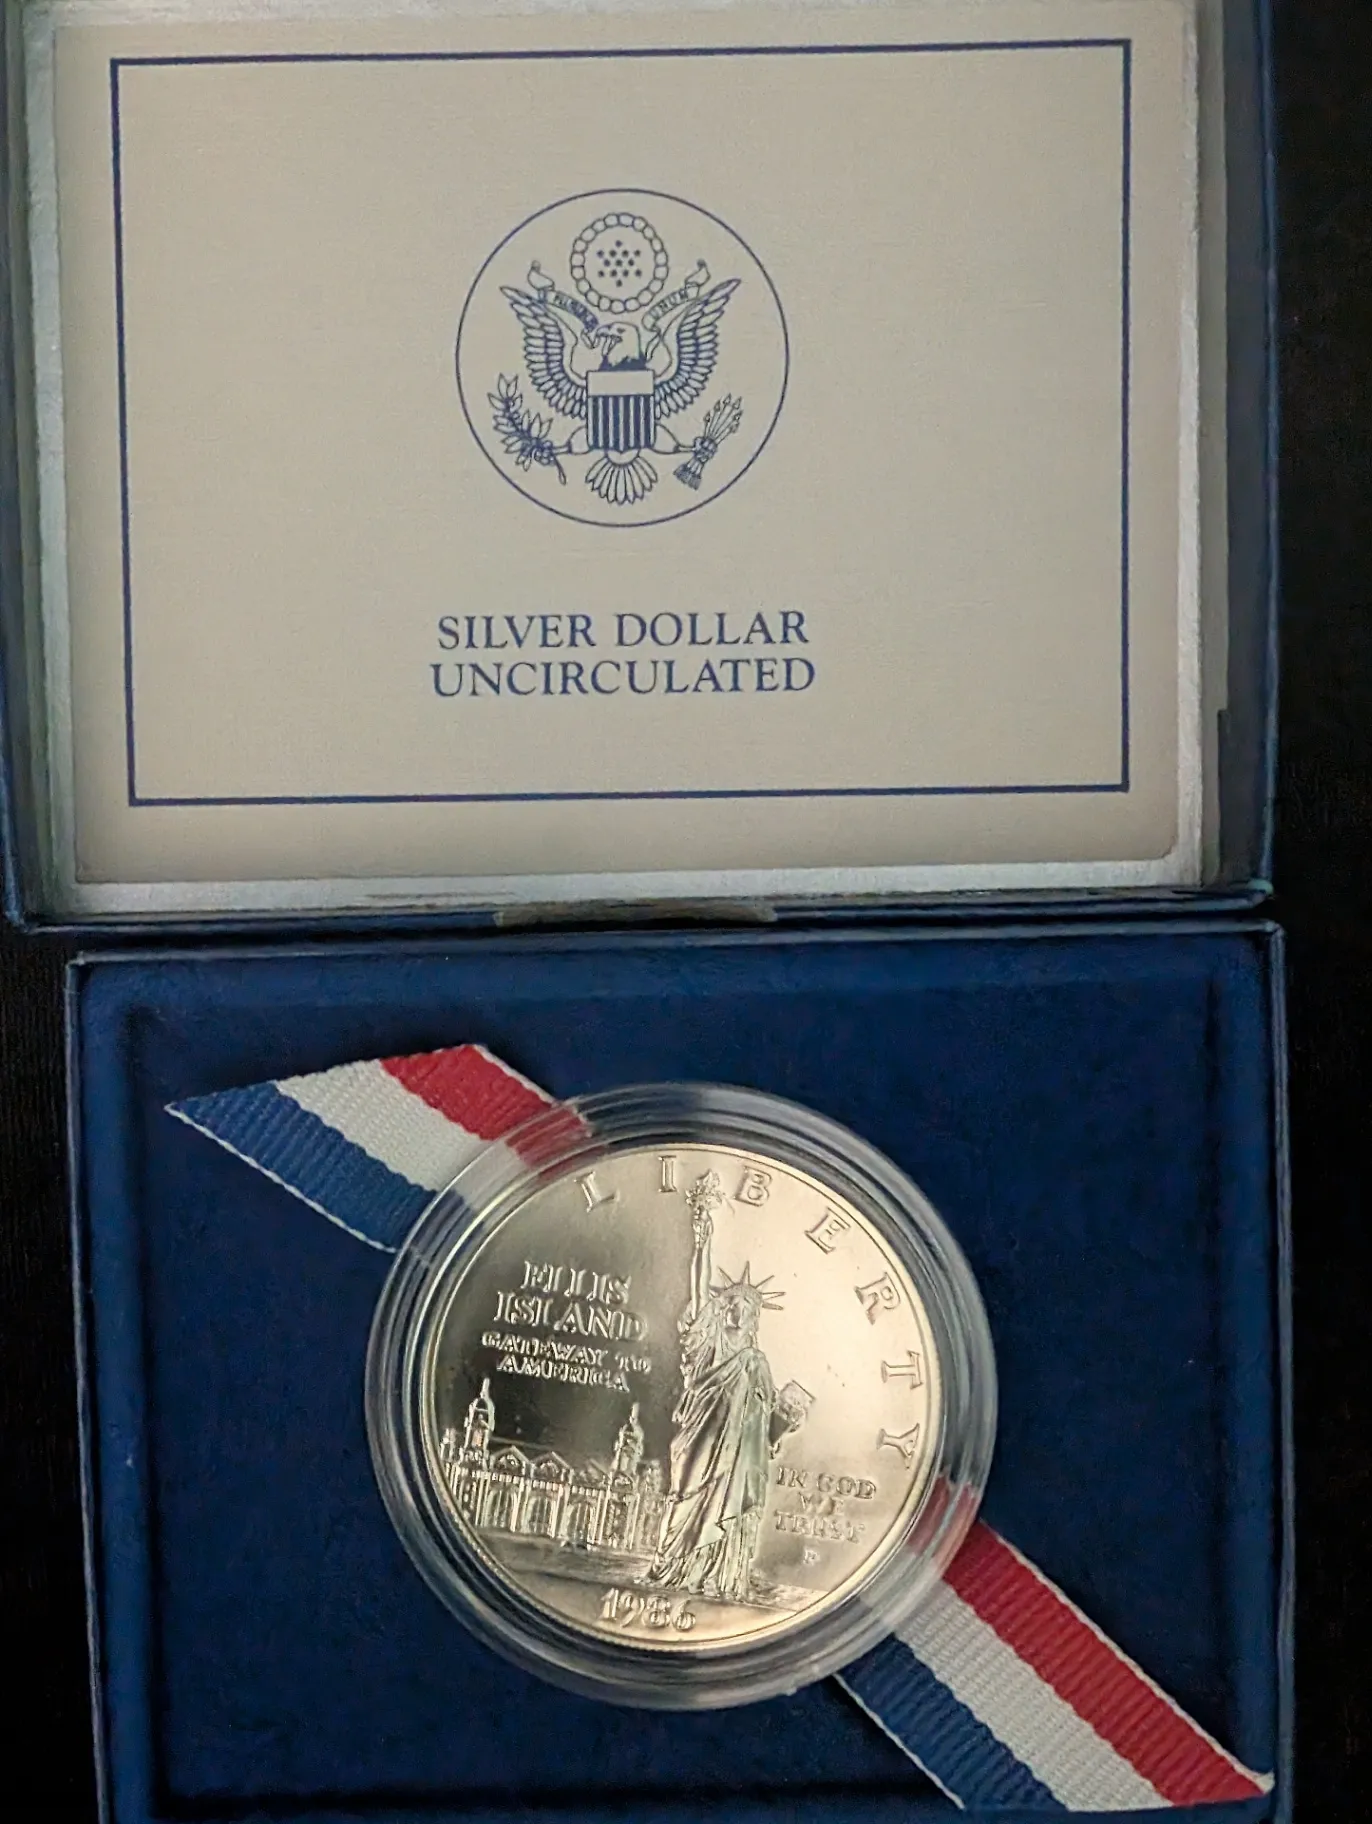 SILVER DOLLAR
UNCIRCULATED
LIBERTY
ELLIS
ISLAND
GATEWAY TO
AMERICA
IN GOD
WE
TRUST
P
1986